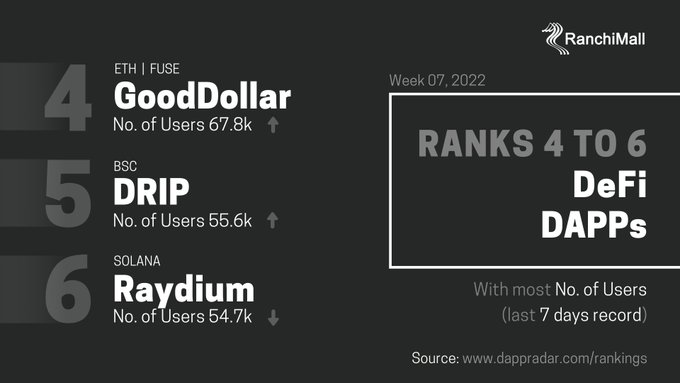 RanchiMall
4
ETH | FUSE
GoodDollar
No. of Users 67.8k
5
BSC
DRIP
No. of Users 55.6k
6
SOLANA
Raydium
No. of Users 54.7k
Week 07, 2022
RANKS 4 TO 6
DeFi
DAPPs
With most No. of Users
(last 7 days record)
Source: www.dappradar.com/rankings